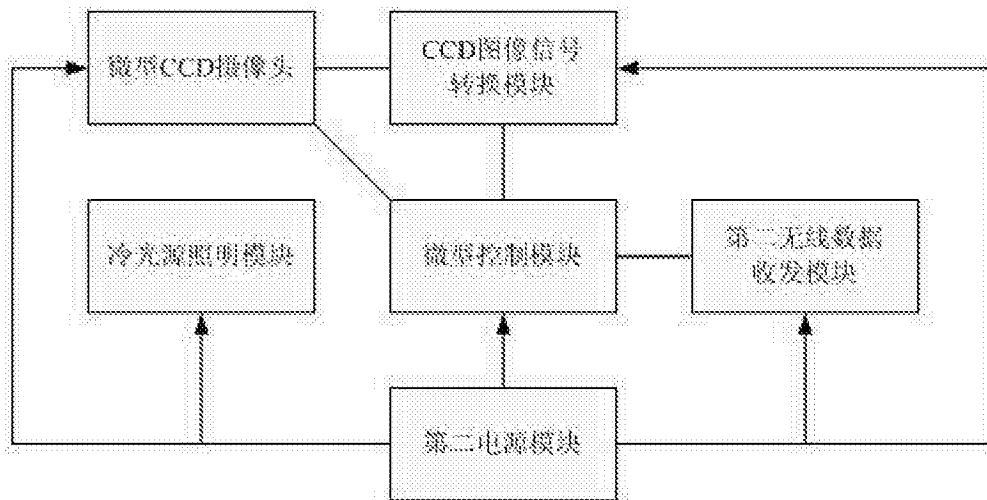 微型CCD摄像头
CCD图像信号
转换模块
冷光源照明模块
微型控制模块
第二无线数据
收发模块
第二电源模块